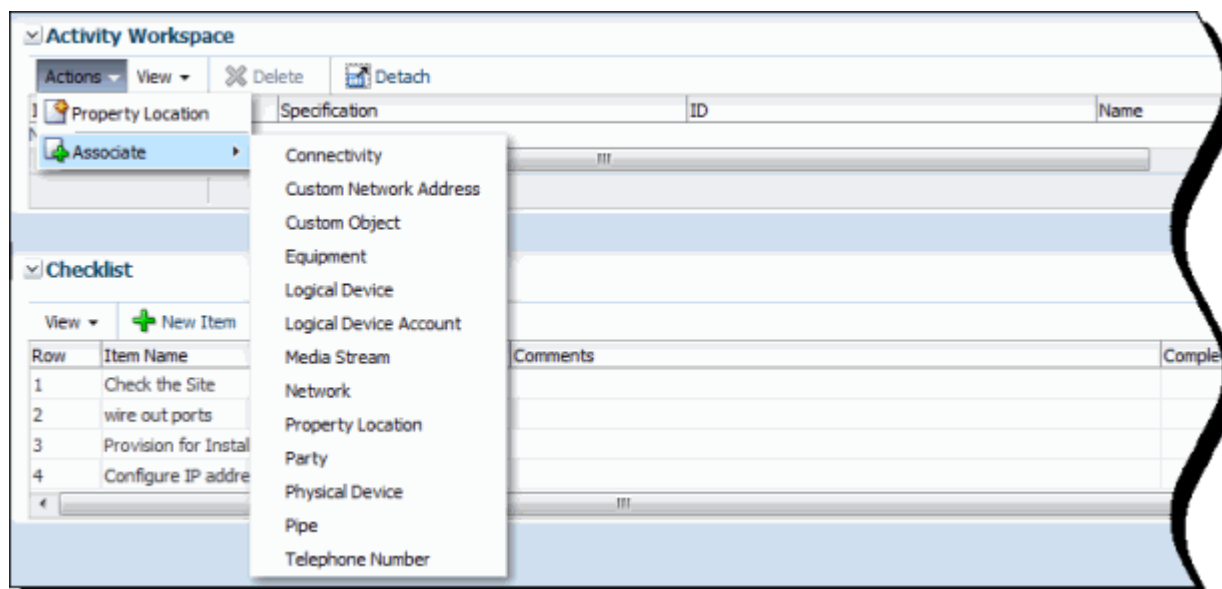 Activity Workspace
Actions View Delete Detach
Property Location
Specification ID Name
Associate
Connectivity
Custom Network Address
Custom Object
Equipment
Logical Device
Logical Device Account
Media Stream
Network
Property Location
Party
Physical Device
Pipe
Telephone Number
Checklist
View New Item
Row Item Name Comments Comple
1 Check the Site
2 wire out ports
3 Provision for Instal
4 Configure IP addre